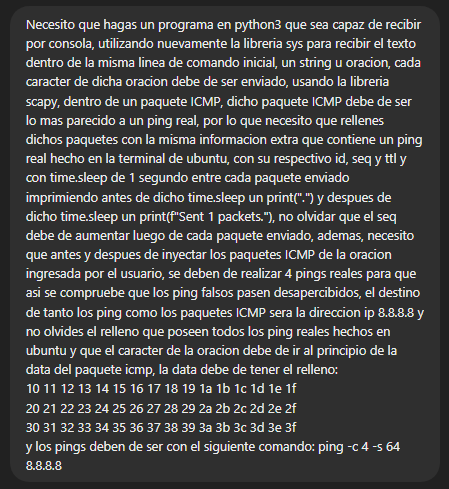 Necesito que hagas un programa en python3 que sea capaz de recibir
por consola, utilizando nuevamente la libreria sys para recibir el texto
dentro de la misma linea de comando inicial, un string u oracion, cada
caracter de dicha oracion debe de ser enviado, usando la libreria
scapy, dentro de un paquete ICMP, dicho paquete ICMP debe de ser
lo mas parecido a un ping real, por lo que necesito que rellenes
dichos paquetes con la misma informacion extra que contiene un ping
real hecho en la terminal de ubuntu, con su respectivo id, seq y ttl y
con time.sleep de 1 segundo entre cada paquete enviado
imprimiendo antes de dicho time.sleep un print(".") y despues de
dicho time.sleep un print(f"Sent 1 packets."), no olvidar que el seq
debe de aumentar luego de cada paquete enviado, ademas, necesito
que antes y despues de inyectar los paquetes ICMP de la oracion
ingresada por el usuario, se deben de realizar 4 pings reales para que
asi se compruebe que los ping falsos pasen desapercibidos, el destino
de tanto los ping como los paquetes ICMP sera la direccion ip 8.8.8.8 y
no olvides el relleno que poseen todos los ping reales hechos en
ubuntu y que el caracter de la oracion debe de ir al principio de la
data del paquete icmp, la data debe de tener el relleno:
10 11 12 13 14 15 16 17 18 19 1a 1b 1c 1d 1e 1f
20 21 22 23 24 25 26 27 28 29 2a 2b 2c 2d 2e 2f
30 31 32 33 34 35 36 37 38 39 3a 3b 3c 3d 3e 3f
y los pings deben de ser con el siguiente comando: ping -c 4 -s 64
8.8.8.8